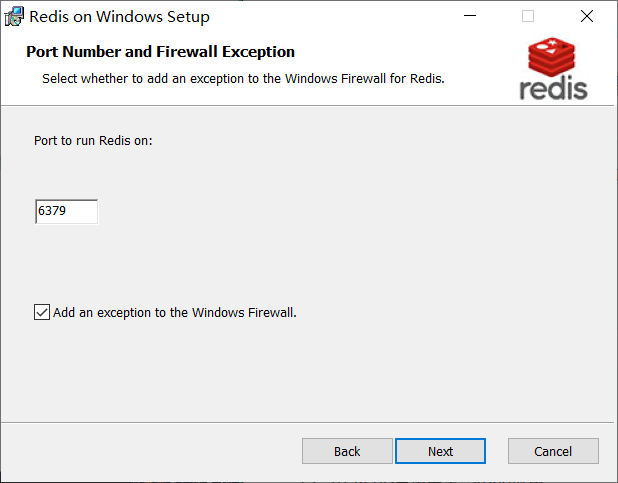 Redis on Windows Setup
Port Number and Firewall Exception
Select whether to add an exception to the Windows Firewall for Redis.
redis
Port to run Redis on:
6379
Add an exception to the Windows Firewall.
Back
Next
Cancel